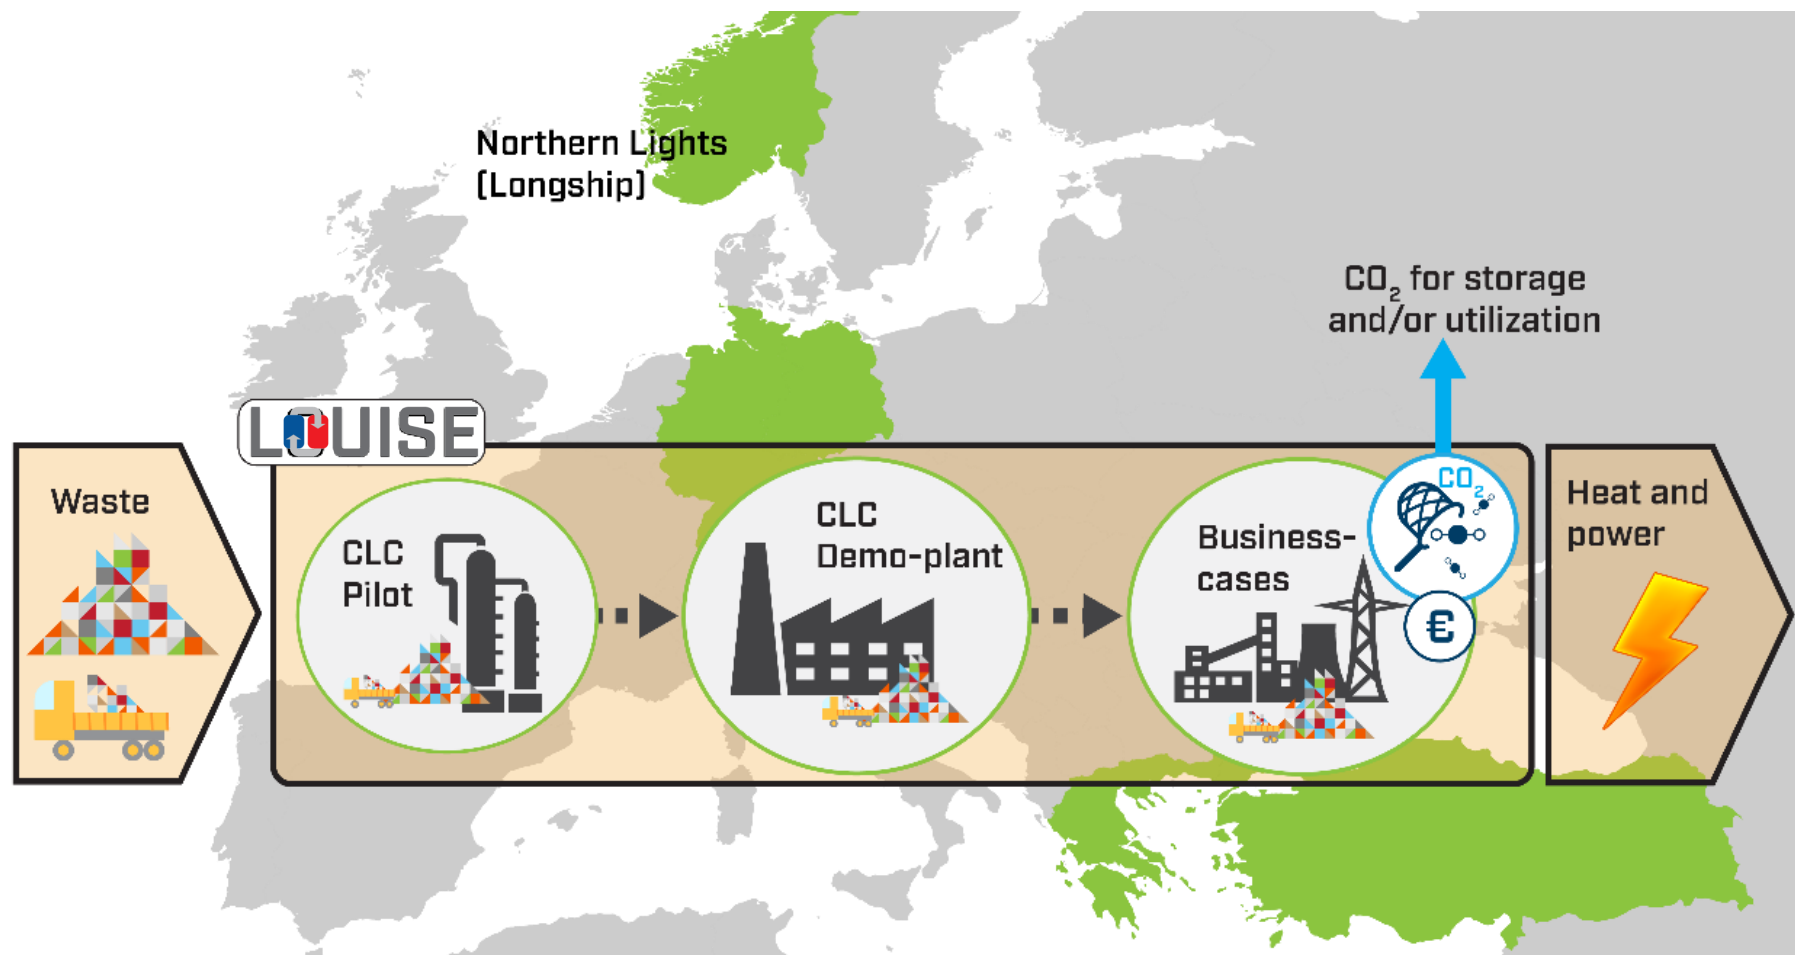 Northern Lights
(Longship)
CO₂ for storage
and/or utilization
LOUISE
Waste
CLC
Pilot
CLC
Demo-plant
Business-
cases
CO₂
€
Heat and
power